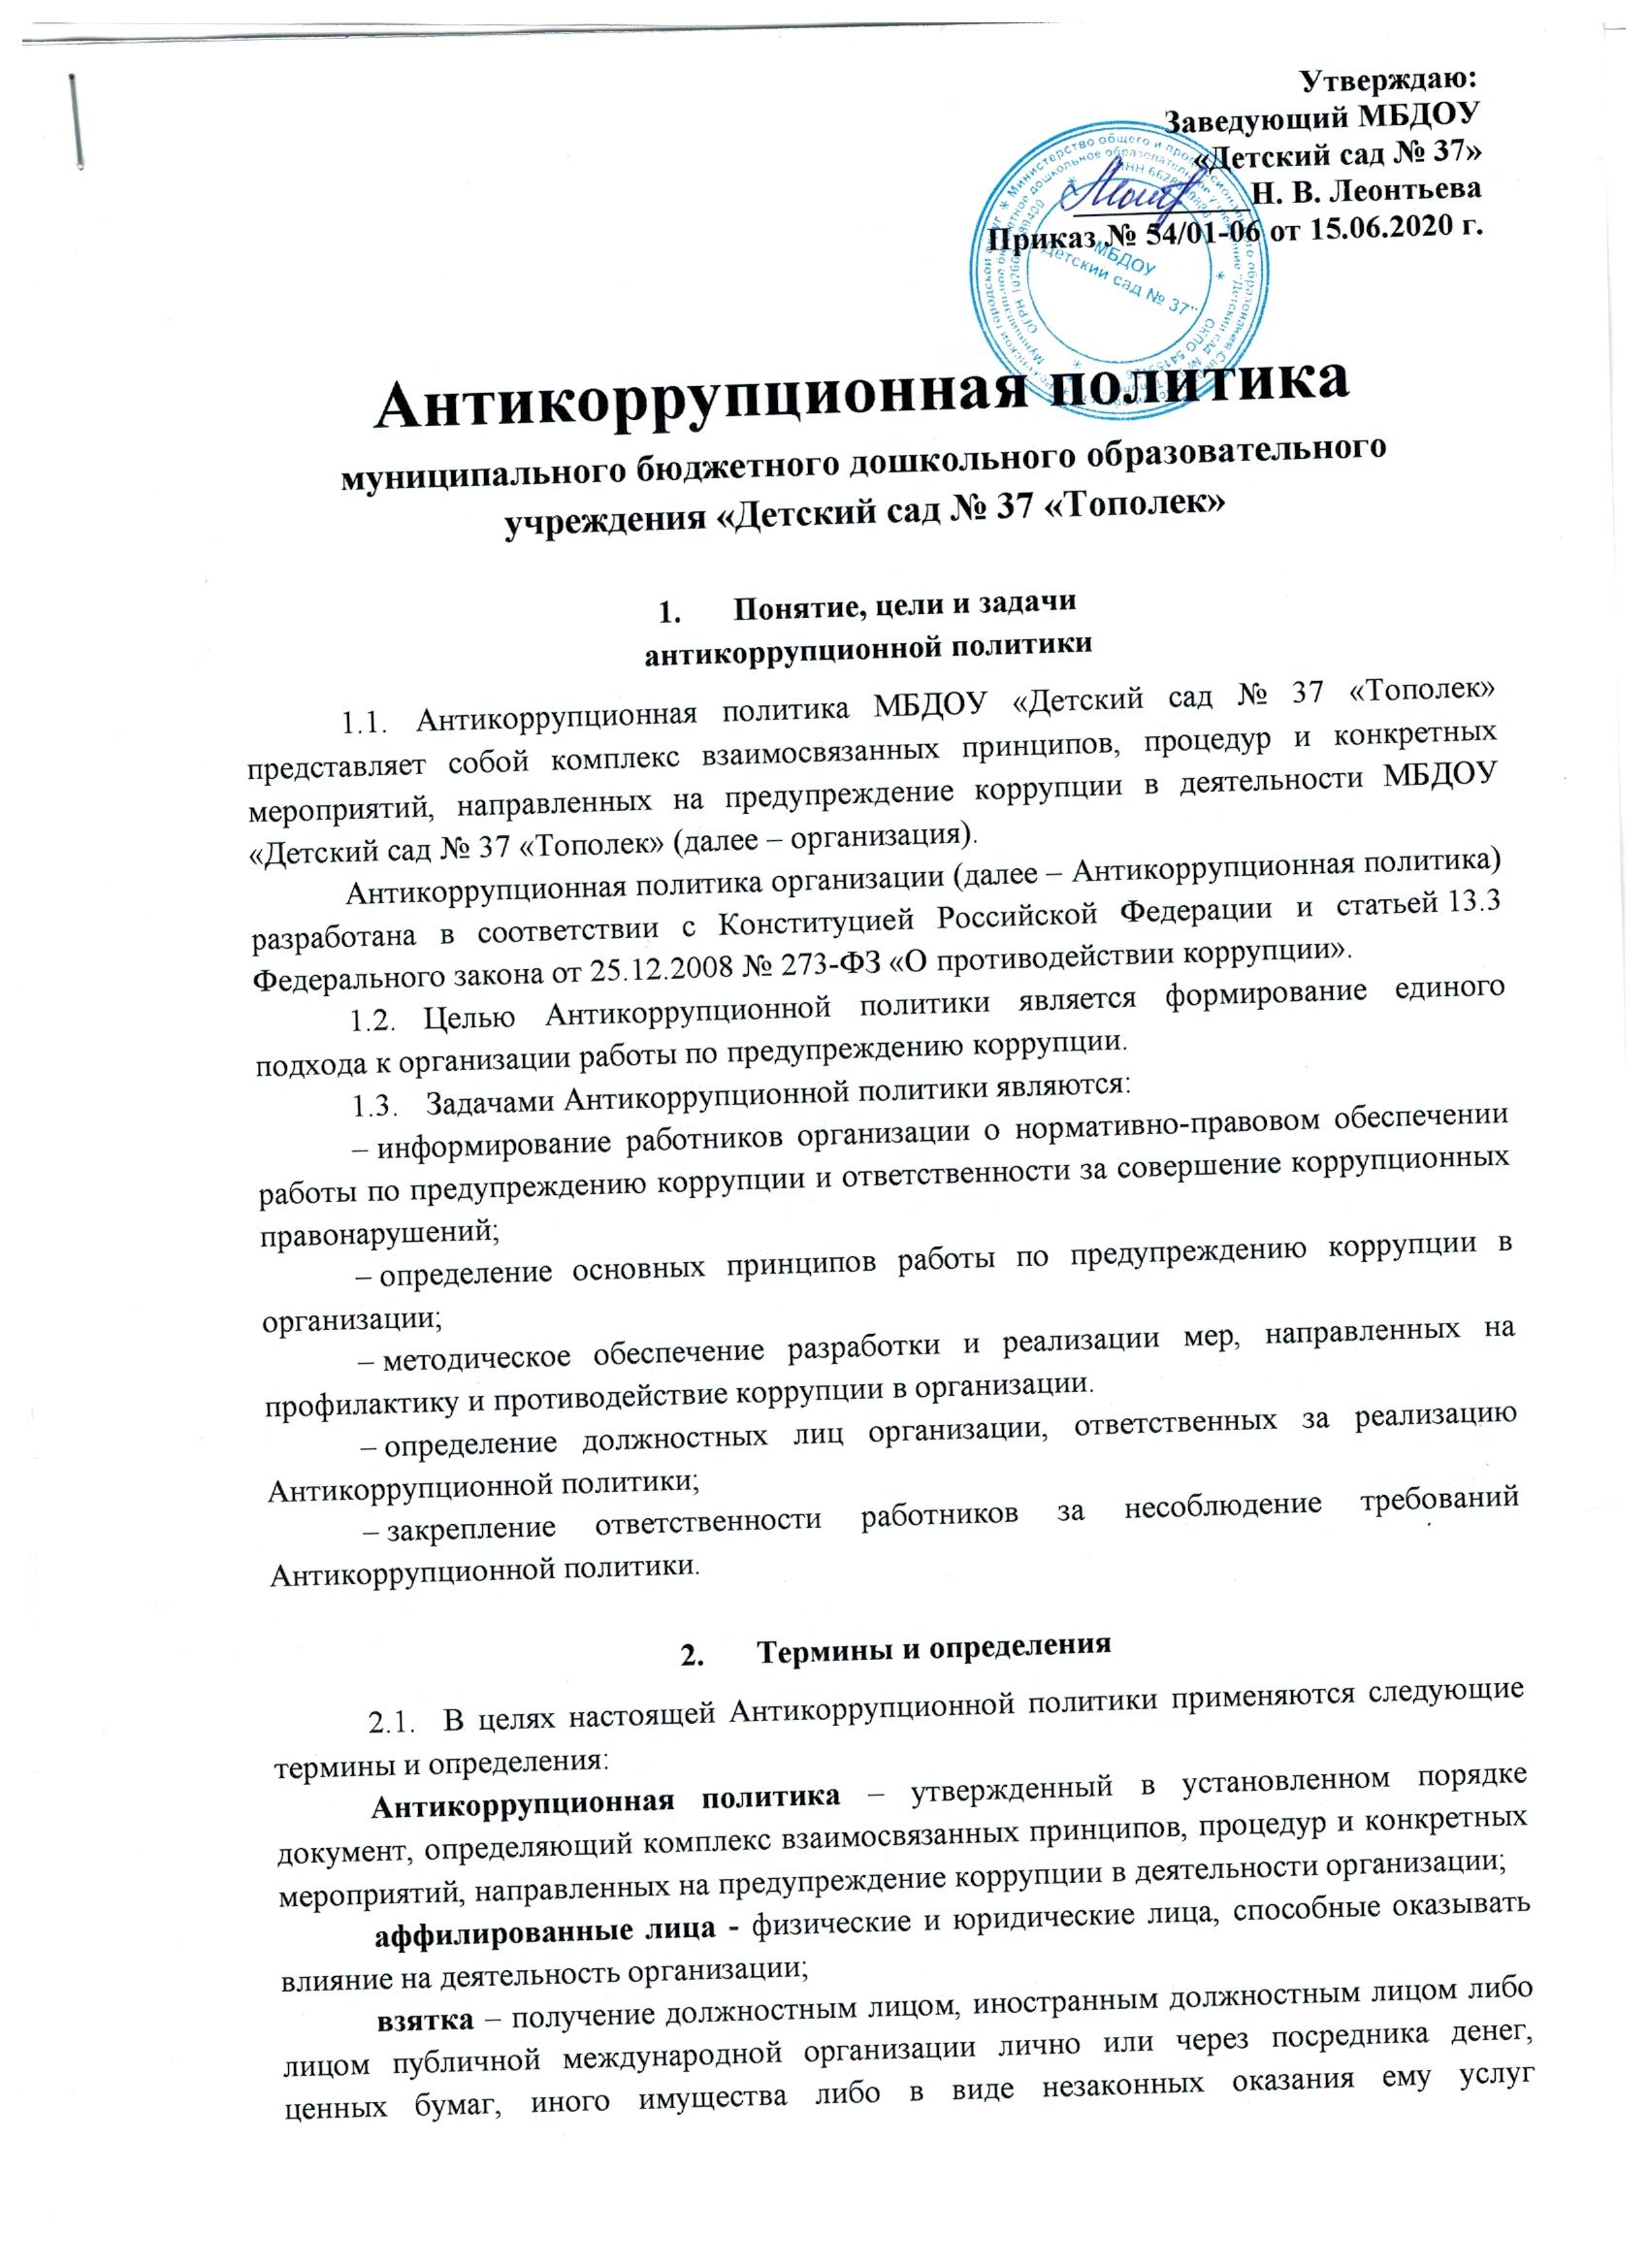 Утверждаю:
Заведующий МБДОУ
«Детский сад № 37»
Н. В. Леонтьева
Приказ № 54/01-06 от 15.06.2020 г.
МБДОУ
"Детский сад № 37"
Антикоррупционная политика
муниципального бюджетного дошкольного образовательного
учреждения «Детский сад № 37 «Тополек»
1. Понятие, цели и задачи
антикоррупционной политики
1.1. Антикоррупционная политика МБДОУ «Детский сад № 37 «Тополек»
представляет собой комплекс взаимосвязанных принципов, процедур и конкретных
мероприятий, направленных на предупреждение коррупции в деятельности МБДОУ
«Детский сад № 37 «Тополек» (далее – организация).
Антикоррупционная политика организации (далее – Антикоррупционная политика)
разработана в соответствии с Конституцией Российской Федерации и статьей 13.3
Федерального закона от 25.12.2008 № 273-ФЗ «О противодействии коррупции».
1.2. Целью Антикоррупционной политики является формирование единого
подхода к организации работы по предупреждению коррупции.
1.3. Задачами Антикоррупционной политики являются:
– информирование работников организации о нормативно-правовом обеспечении
работы по предупреждению коррупции и ответственности за совершение коррупционных
правонарушений;
– определение основных принципов работы по предупреждению коррупции в
организации;
– методическое обеспечение разработки и реализации мер, направленных на
профилактику и противодействие коррупции в организации.
– определение должностных лиц организации, ответственных за реализацию
Антикоррупционной политики;
– закрепление ответственности работников за несоблюдение требований
Антикоррупционной политики.
2. Термины и определения
2.1. В целях настоящей Антикоррупционной политики применяются следующие
термины и определения:
Антикоррупционная политика – утвержденный в установленном порядке
документ, определяющий комплекс взаимосвязанных принципов, процедур и конкретных
мероприятий, направленных на предупреждение коррупции в деятельности организации;
аффилированные лица - физические и юридические лица, способные оказывать
влияние на деятельность организации;
взятка – получение должностным лицом, иностранным должностным лицом либо
лицом публичной международной организации лично или через посредника денег,
ценных бумаг, иного имущества либо в виде незаконных оказания ему услуг